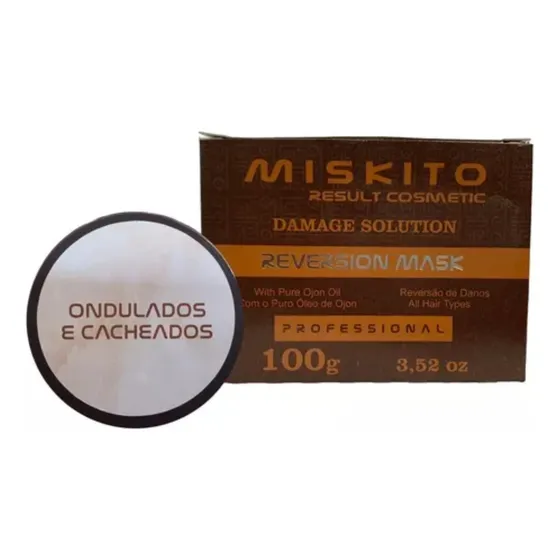 MISKITO
RESULT COSMETIC
DAMAGE SOLUTION
REVERSION MASK
With Pure Ojon Oil
Com o Puro Óleo de Ojon
Reversão de Danos
All Hair Types
PROFESSIONAL
100g
3,52 oz
ONDULADOS
E CACHEADOS